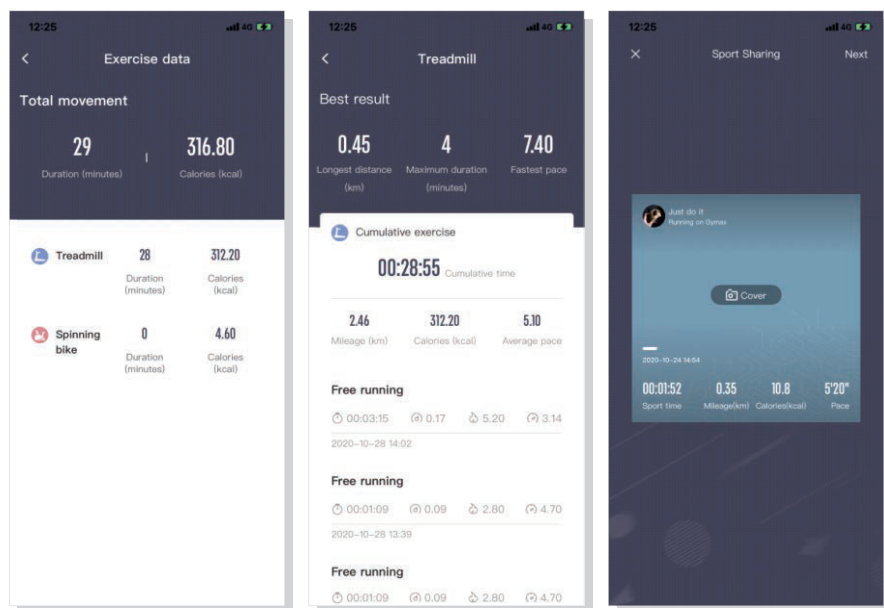 12:25
4G
Exercise data
Total movement
29
316.80
Duration (minutes)
Calories (kcal)
Treadmill
28
312.20
Duration
(minutes)
Calories
(kcal)
Spinning
bike
0
4.60
Duration
(minutes)
Calories
(kcal)
12:25
4G
Treadmill
Best result
0.45
4
7.40
Longest distance
(km)
Maximum duration
(minutes)
Fastest pace
Cumulative exercise
00:28:55 Cumulative time
2.46
312.20
5.10
Mileage (km)
Calories (kcal)
Average pace
Free running
00:03:15 0.17 5.20 3.14
2020-10-28 14:02
Free running
00:01:09 0.09 2.80 4.70
2020-10-28 13:39
Free running
00:01:09 0.09 2.80 4.70
12:25
4G
Sport Sharing
Next
Just do it
Running on Gymax
Cover
2020-10-24 14:54
00:01:52
0.35
10.8
5'20"
Sport time
Mileage(km)
Calories(kcal)
Pace